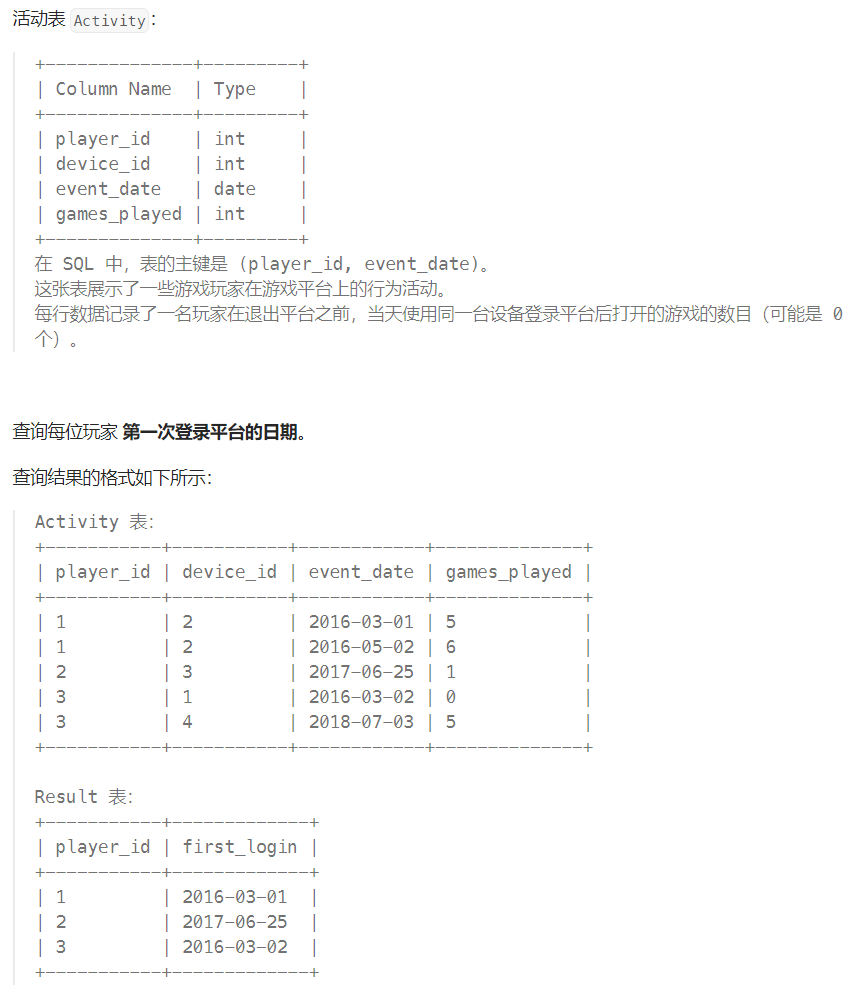 活动表 Activity：
+--------------+---------+
| Column Name  | Type    |
+--------------+---------+
| player_id    | int     |
| device_id    | int     |
| event_date   | date    |
| games_played | int     |
+--------------+---------+
在 SQL 中，表的主键是 (player_id, event_date)。
这张表展示了一些游戏玩家在游戏平台上的行为活动。
每行数据记录了一名玩家在退出平台之前，当天使用同一台设备登录平台后打开的游戏的数目（可能是 0
个）。
查询每位玩家 第一次登录平台的日期。
查询结果的格式如下所示：
Activity 表：
+-----------+-----------+------------+--------------+
| player_id | device_id | event_date | games_played |
+-----------+-----------+------------+--------------+
| 1         | 2         | 2016-03-01 | 5            |
| 1         | 2         | 2016-05-02 | 6            |
| 2         | 3         | 2017-06-25 | 1            |
| 3         | 1         | 2016-03-02 | 0            |
| 3         | 4         | 2018-07-03 | 5            |
+-----------+-----------+------------+--------------+
Result 表：
+-----------+-------------+
| player_id | first_login |
+-----------+-------------+
| 1         | 2016-03-01  |
| 2         | 2017-06-25  |
| 3         | 2016-03-02  |
+-----------+-------------+